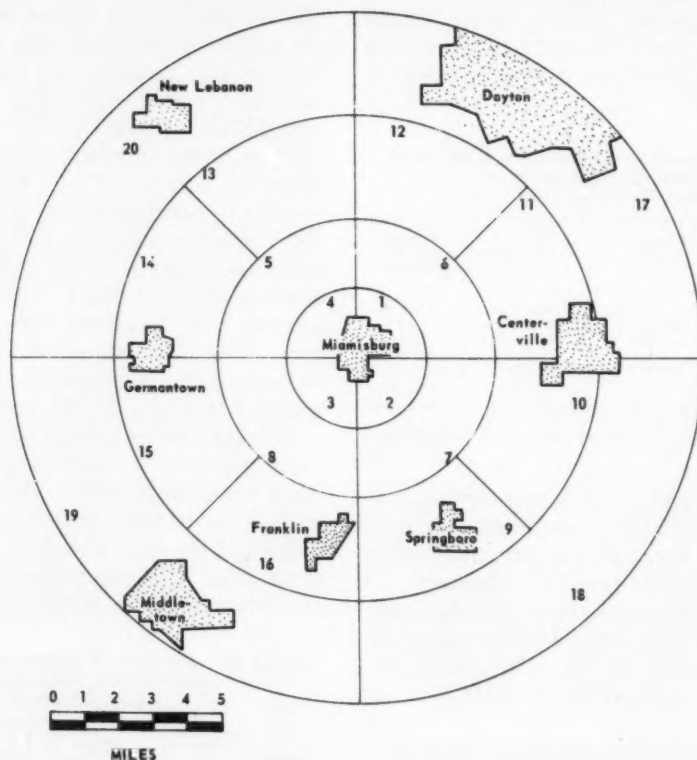 New Lebanon
Dayton
12
20
13
11
17
14
5
6
4
1
Center-
ville
Miamisburg
Germantown
3
2
10
15
8
7
19
Franklin
Springboro
9
16
18
Middle-
town
0 1 2 3 4 5
MILES